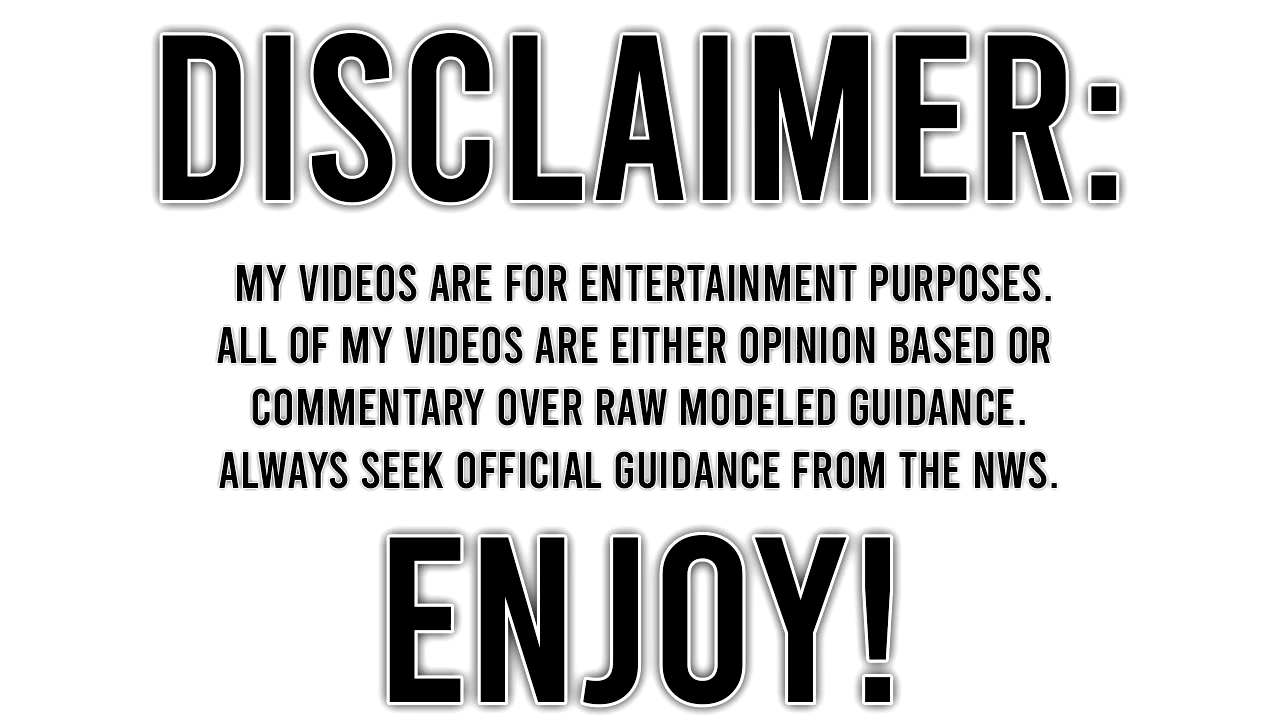 DISCLAIMER:
MY VIDEOS ARE FOR ENTERTAINMENT PURPOSES.
ALL OF MY VIDEOS ARE EITHER OPINION BASED OR
COMMENTARY OVER RAW MODELED GUIDANCE.
ALWAYS SEEK OFFICIAL GUIDANCE FROM THE NWS.
ENJOY!